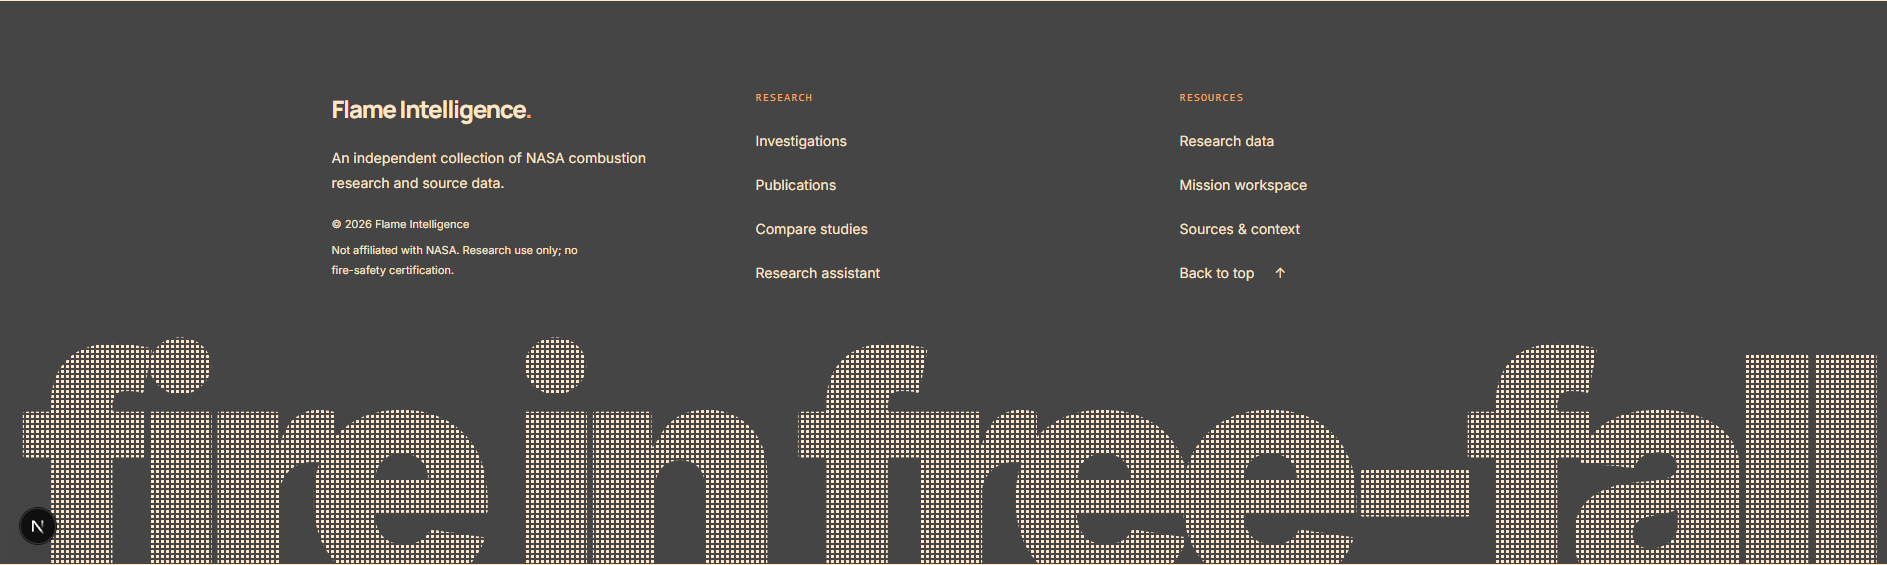 Flame Intelligence.
An independent collection of NASA combustion
research and source data.
© 2026 Flame Intelligence
Not affiliated with NASA. Research use only; no
fire-safety certification.
RESEARCH
Investigations
Publications
Compare studies
Research assistant
RESOURCES
Research data
Mission workspace
Sources & context
Back to top ↑
fire in free-fall
N